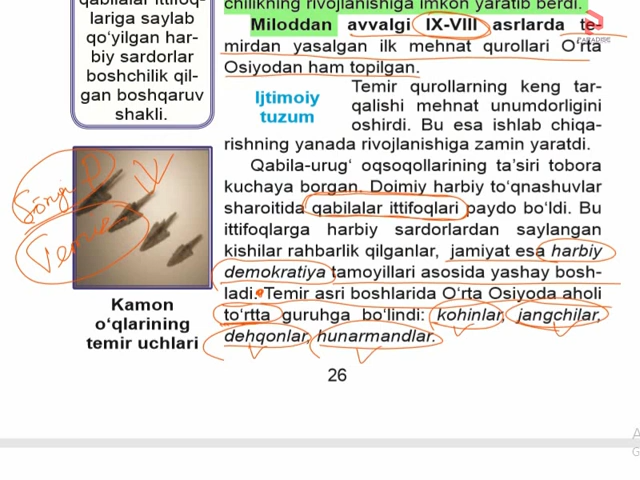 qabilalar ittifoq-
lariga saylab
qo‘yilgan har-
biy sardorlar
boshchilik qil-
gan boshqaruv
shakli.
chilikning rivojlanishiga imkon yaratib berdi.
Miloddan avvalgi IX-VIII asrlarda te-
mirdan yasalgan ilk mehnat qurollari O‘rta
Osiyodan ham topilgan.
Ijtimoiy
tuzum
Temir qurollarning keng tar-
qalishi mehnat unumdorligini
oshirdi. Bu esa ishlab chiqa-
rishning yanada rivojlanishiga zamin yaratdi.
Qabila-urug‘ oqsoqollarining ta’siri tobora
kuchaya borgan. Doimiy harbiy to‘qnashuvlar
sharoitida qabilalar ittifoqlari paydo bo‘ldi. Bu
ittifoqlarga harbiy sardorlardan saylangan
kishilar rahbarlik qilganlar, jamiyat esa harbiy
demokratiya tamoyillari asosida yashay bosh-
ladi. Temir asri boshlarida O‘rta Osiyoda aholi
to‘rtta guruhga bo‘lindi: kohinlar, jangchilar,
dehqonlar, hunarmandlar.
Kamon
o‘qlarining
temir uchlari
26
PARADISE